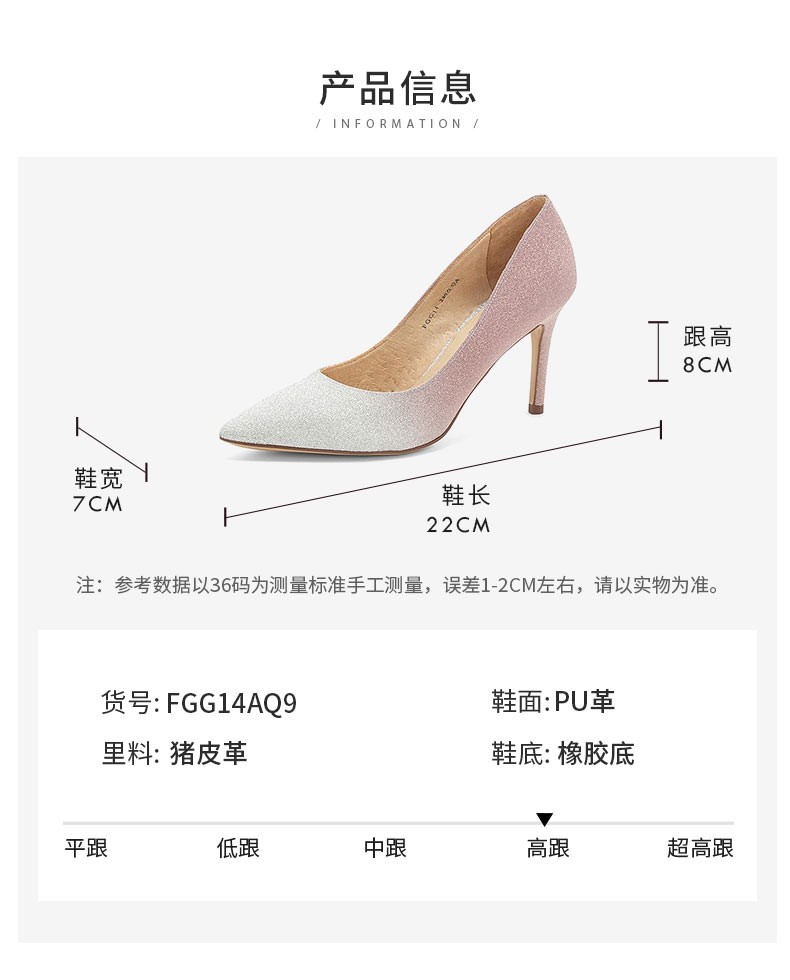 产品信息
/ INFORMATION /
跟高
8CM
鞋宽
7CM
鞋长
22CM
注：参考数据以36码为测量标准手工测量，误差1-2CM左右，请以实物为准。
货号: FGG14AQ9
鞋面:PU革
里料: 猪皮革
鞋底: 橡胶底
平跟 低跟 中跟 高跟 超高跟